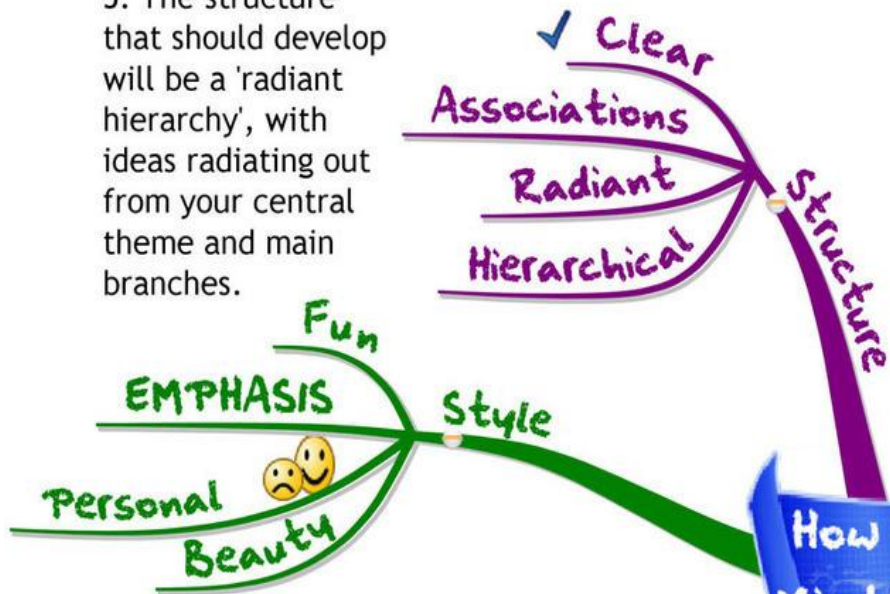 that should develop
will be a 'radiant
hierarchy', with
ideas radiating out
from your central
theme and main
branches.
Clear
Associations
Radiant
Hierarchical
Structure
Fun
EMPHASIS
Style
Personal
Beauty
How